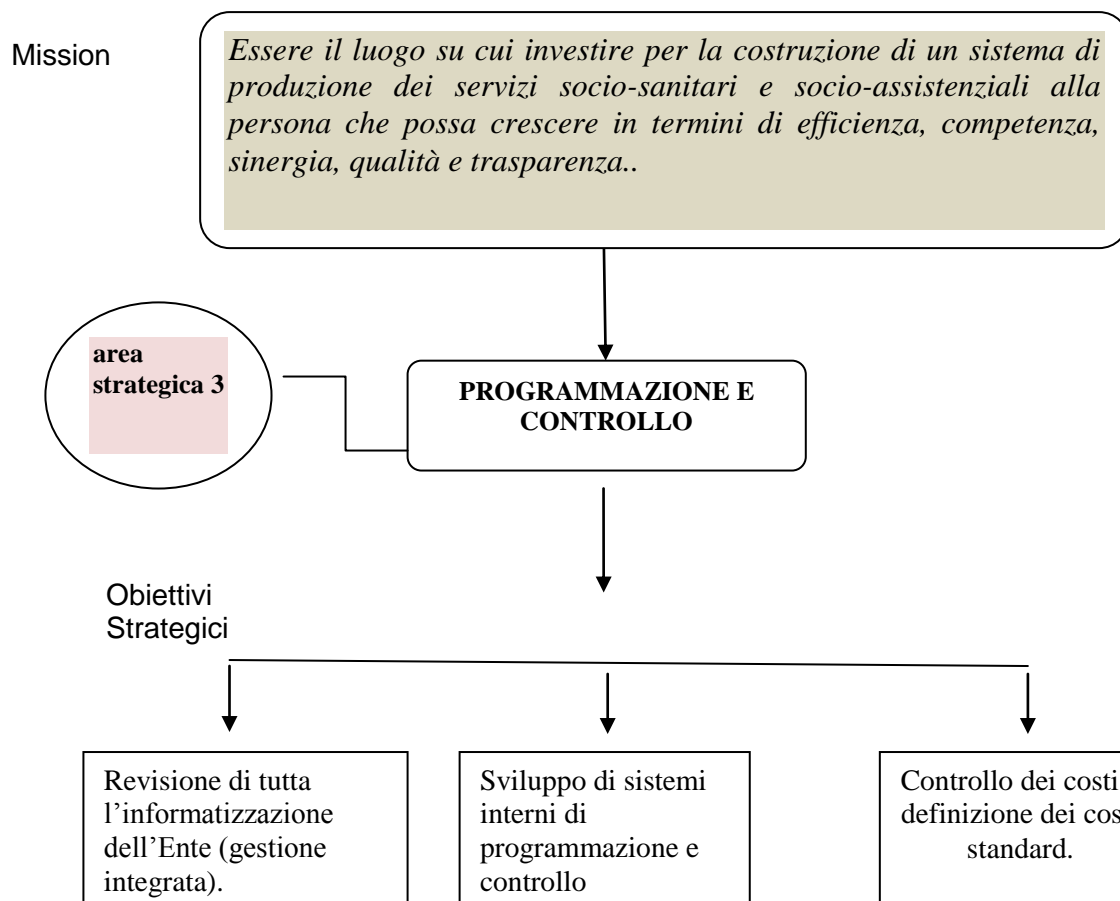 Mission
Essere il luogo su cui investire per la costruzione di un sistema di
produzione dei servizi socio-sanitari e socio-assistenziali alla
persona che possa crescere in termini di efficienza, competenza,
sinergia, qualità e trasparenza..
area
strategica 3
PROGRAMMAZIONE E
CONTROLLO
Obiettivi
Strategici
Revisione di tutta
l’informatizzazione
dell’Ente (gestione
integrata).
Sviluppo di sistemi
interni di
programmazione e
controllo
Controllo dei costi
definizione dei
standard.